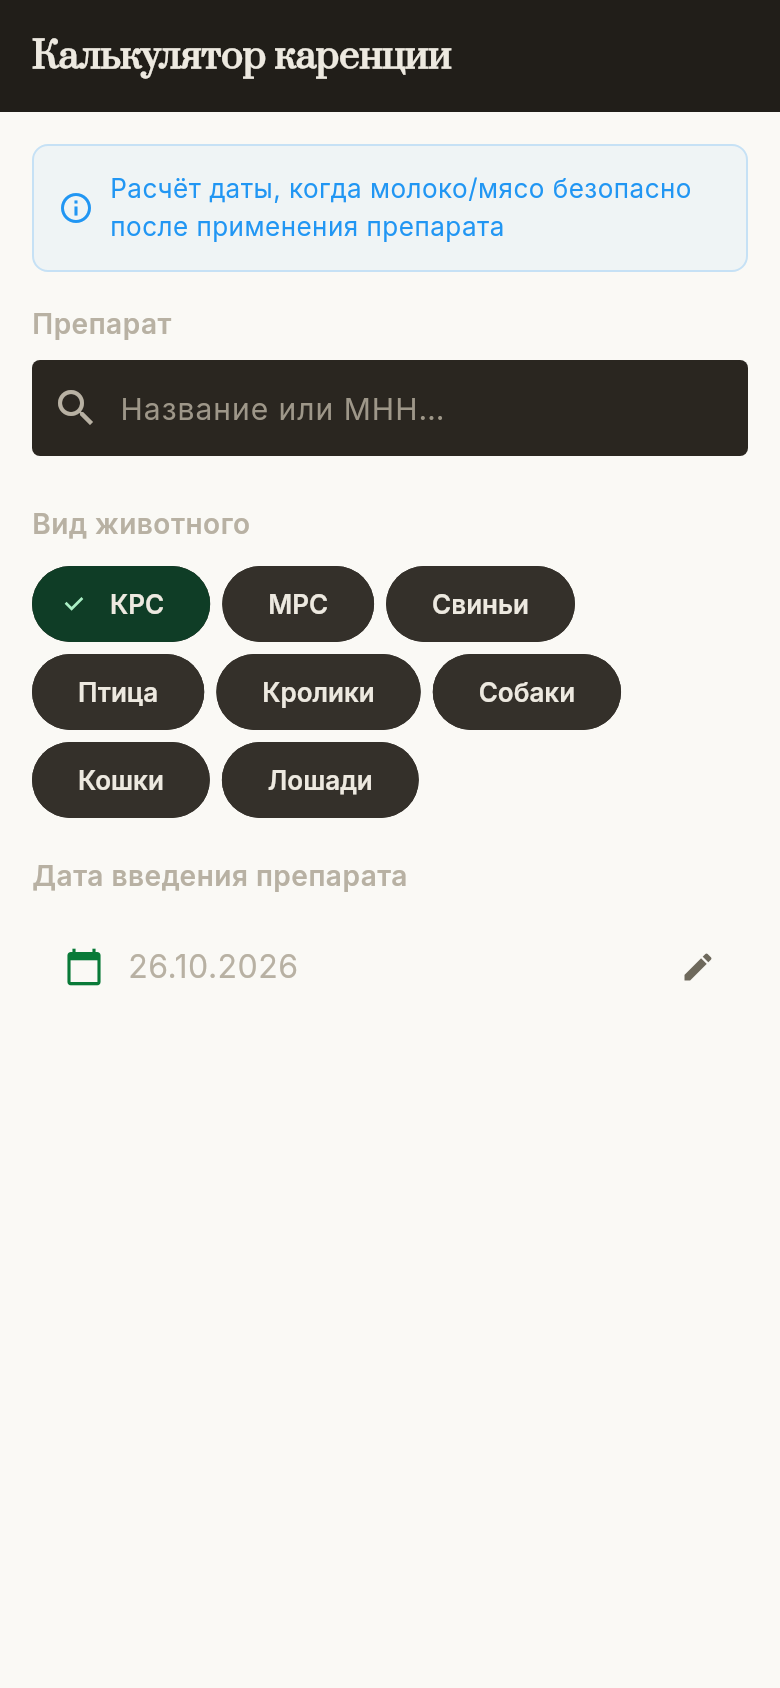 Калькулятор каренции
Расчёт даты, когда молоко/мясо безопасно
после применения препарата
Препарат
Название или МНН...
Вид животного
КРС
МРС
Свиньи
Птица
Кролики
Собаки
Кошки
Лошади
Дата введения препарата
26.10.2026